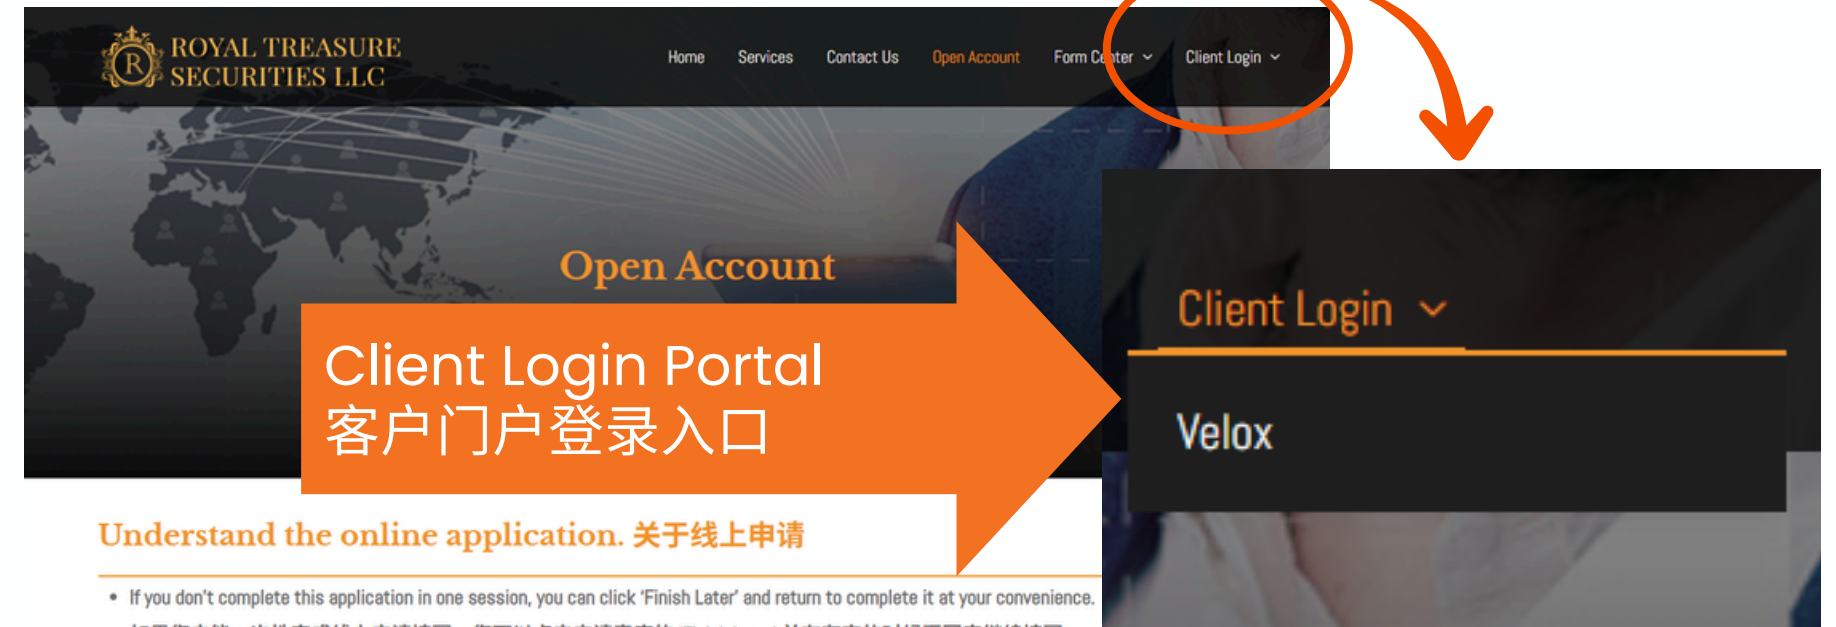 ROYAL TREASURE
SECURITIES LLC
R
Home Services Contact Us Open Account Form Center Client Login
Open Account
Client Login Portal
客户门户登录入口
Client Login
Velox
Understand the online application. 关于线上申请
• If you don't complete this application in one session, you can click 'Finish Later' and return to complete it at your convenience.